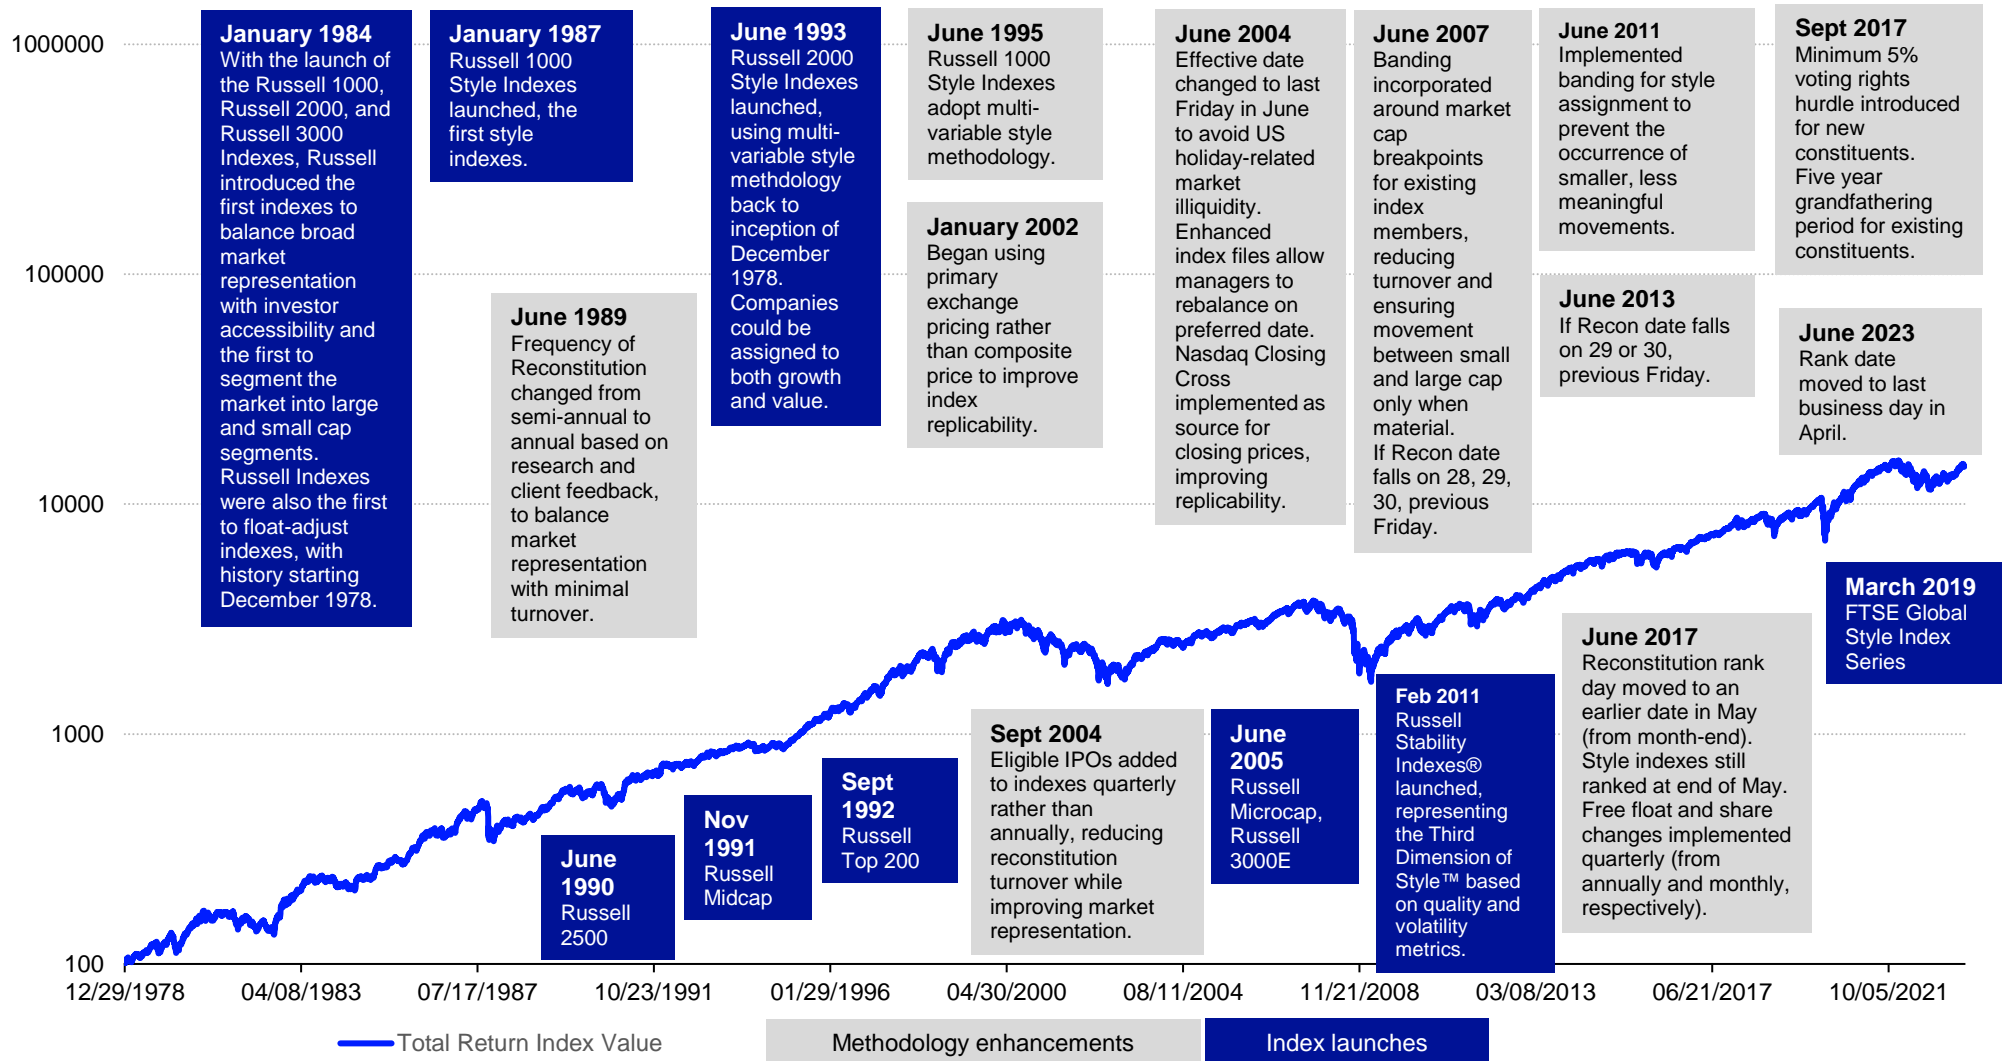 1000000
100000
10000
1000
100
January 1984
With the launch of
the Russell 1000,
Russell 2000, and
Russell 3000
Indexes, Russell
introduced the
first indexes to
balance broad
market
representation
with investor
accessibility and
the first to
segment the
market into large
and small cap
segments.
Russell Indexes
were also the first
to float-adjust
indexes, with
history starting
December 1978.
January 1987
Russell 1000
Style Indexes
launched, the
first style
indexes.
June 1989
Frequency of
Reconstitution
changed from
semi-annual to
annual based on
research and
client feedback,
to balance
market
representation
with minimal
turnover.
June 1993
Russell 2000
Style Indexes
launched,
using multi-
variable style
methdology
back to
inception of
December
1978.
Companies
could be
assigned to
both growth
and value.
June 1995
Russell 1000
Style Indexes
adopt multi-
variable style
methodology.
January 2002
Began using
primary
exchange
pricing rather
than composite
price to improve
index
replicability.
June 2004
Effective date
changed to last
Friday in June
to avoid US
holiday-related
market
illiquidity.
Enhanced
index files allow
managers to
rebalance on
preferred date.
Nasdaq Closing
Cross
implemented as
source for
closing prices,
improving
replicability.
June 2007
Banding
incorporated
around market
cap
breakpoints
for existing
index
members,
reducing
turnover and
ensuring
movement
between small
and large cap
only when
material.
If Recon date
falls on 28, 29,
30, previous
Friday.
June 2011
Implemented
banding for style
assignment to
prevent the
occurrence of
smaller, less
meaningful
movements.
June 2013
If Recon date falls
on 29 or 30,
previous Friday.
Sept 2017
Minimum 5%
voting rights
hurdle introduced
for new
constituents.
Five year
grandfathering
period for existing
constituents.
June 2023
Rank date
moved to last
business day in
April.
June
1990
Russell
2500
Nov
1991
Russell
Midcap
Sept
1992
Russell
Top 200
Sept 2004
Eligible IPOs added
to indexes quarterly
rather than
annually, reducing
reconstitution
turnover while
improving market
representation.
June
2005
Russell
Microcap,
Russell
3000E
Feb 2011
Russell
Stability
Indexes®
launched,
representing
the Third
Dimension of
Style™ based
on quality and
volatility
metrics.
June 2017
Reconstitution rank
day moved to an
earlier date in May
(from month-end).
Style indexes still
ranked at end of May.
Free float and share
changes implemented
quarterly (from
annually and monthly,
respectively).
March 2019
FTSE Global
Style Index
Series
12/29/1978 04/08/1983 07/17/1987 10/23/1991 01/29/1996 04/30/2000 08/11/2004 11/21/2008 03/08/2013 06/21/2017 10/05/2021
Total Return Index Value
Methodology enhancements
Index launches